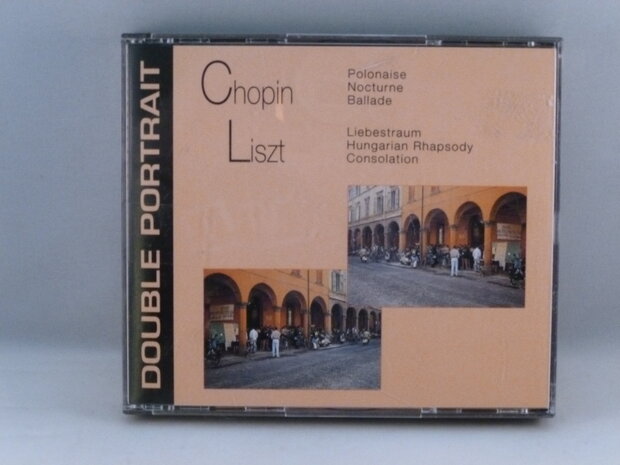 DOUBLE PORTRAIT
Chopin
Polonaise
Nocturne
Ballade
Liszt
Liebestraum
Hungarian Rhapsody
Consolation